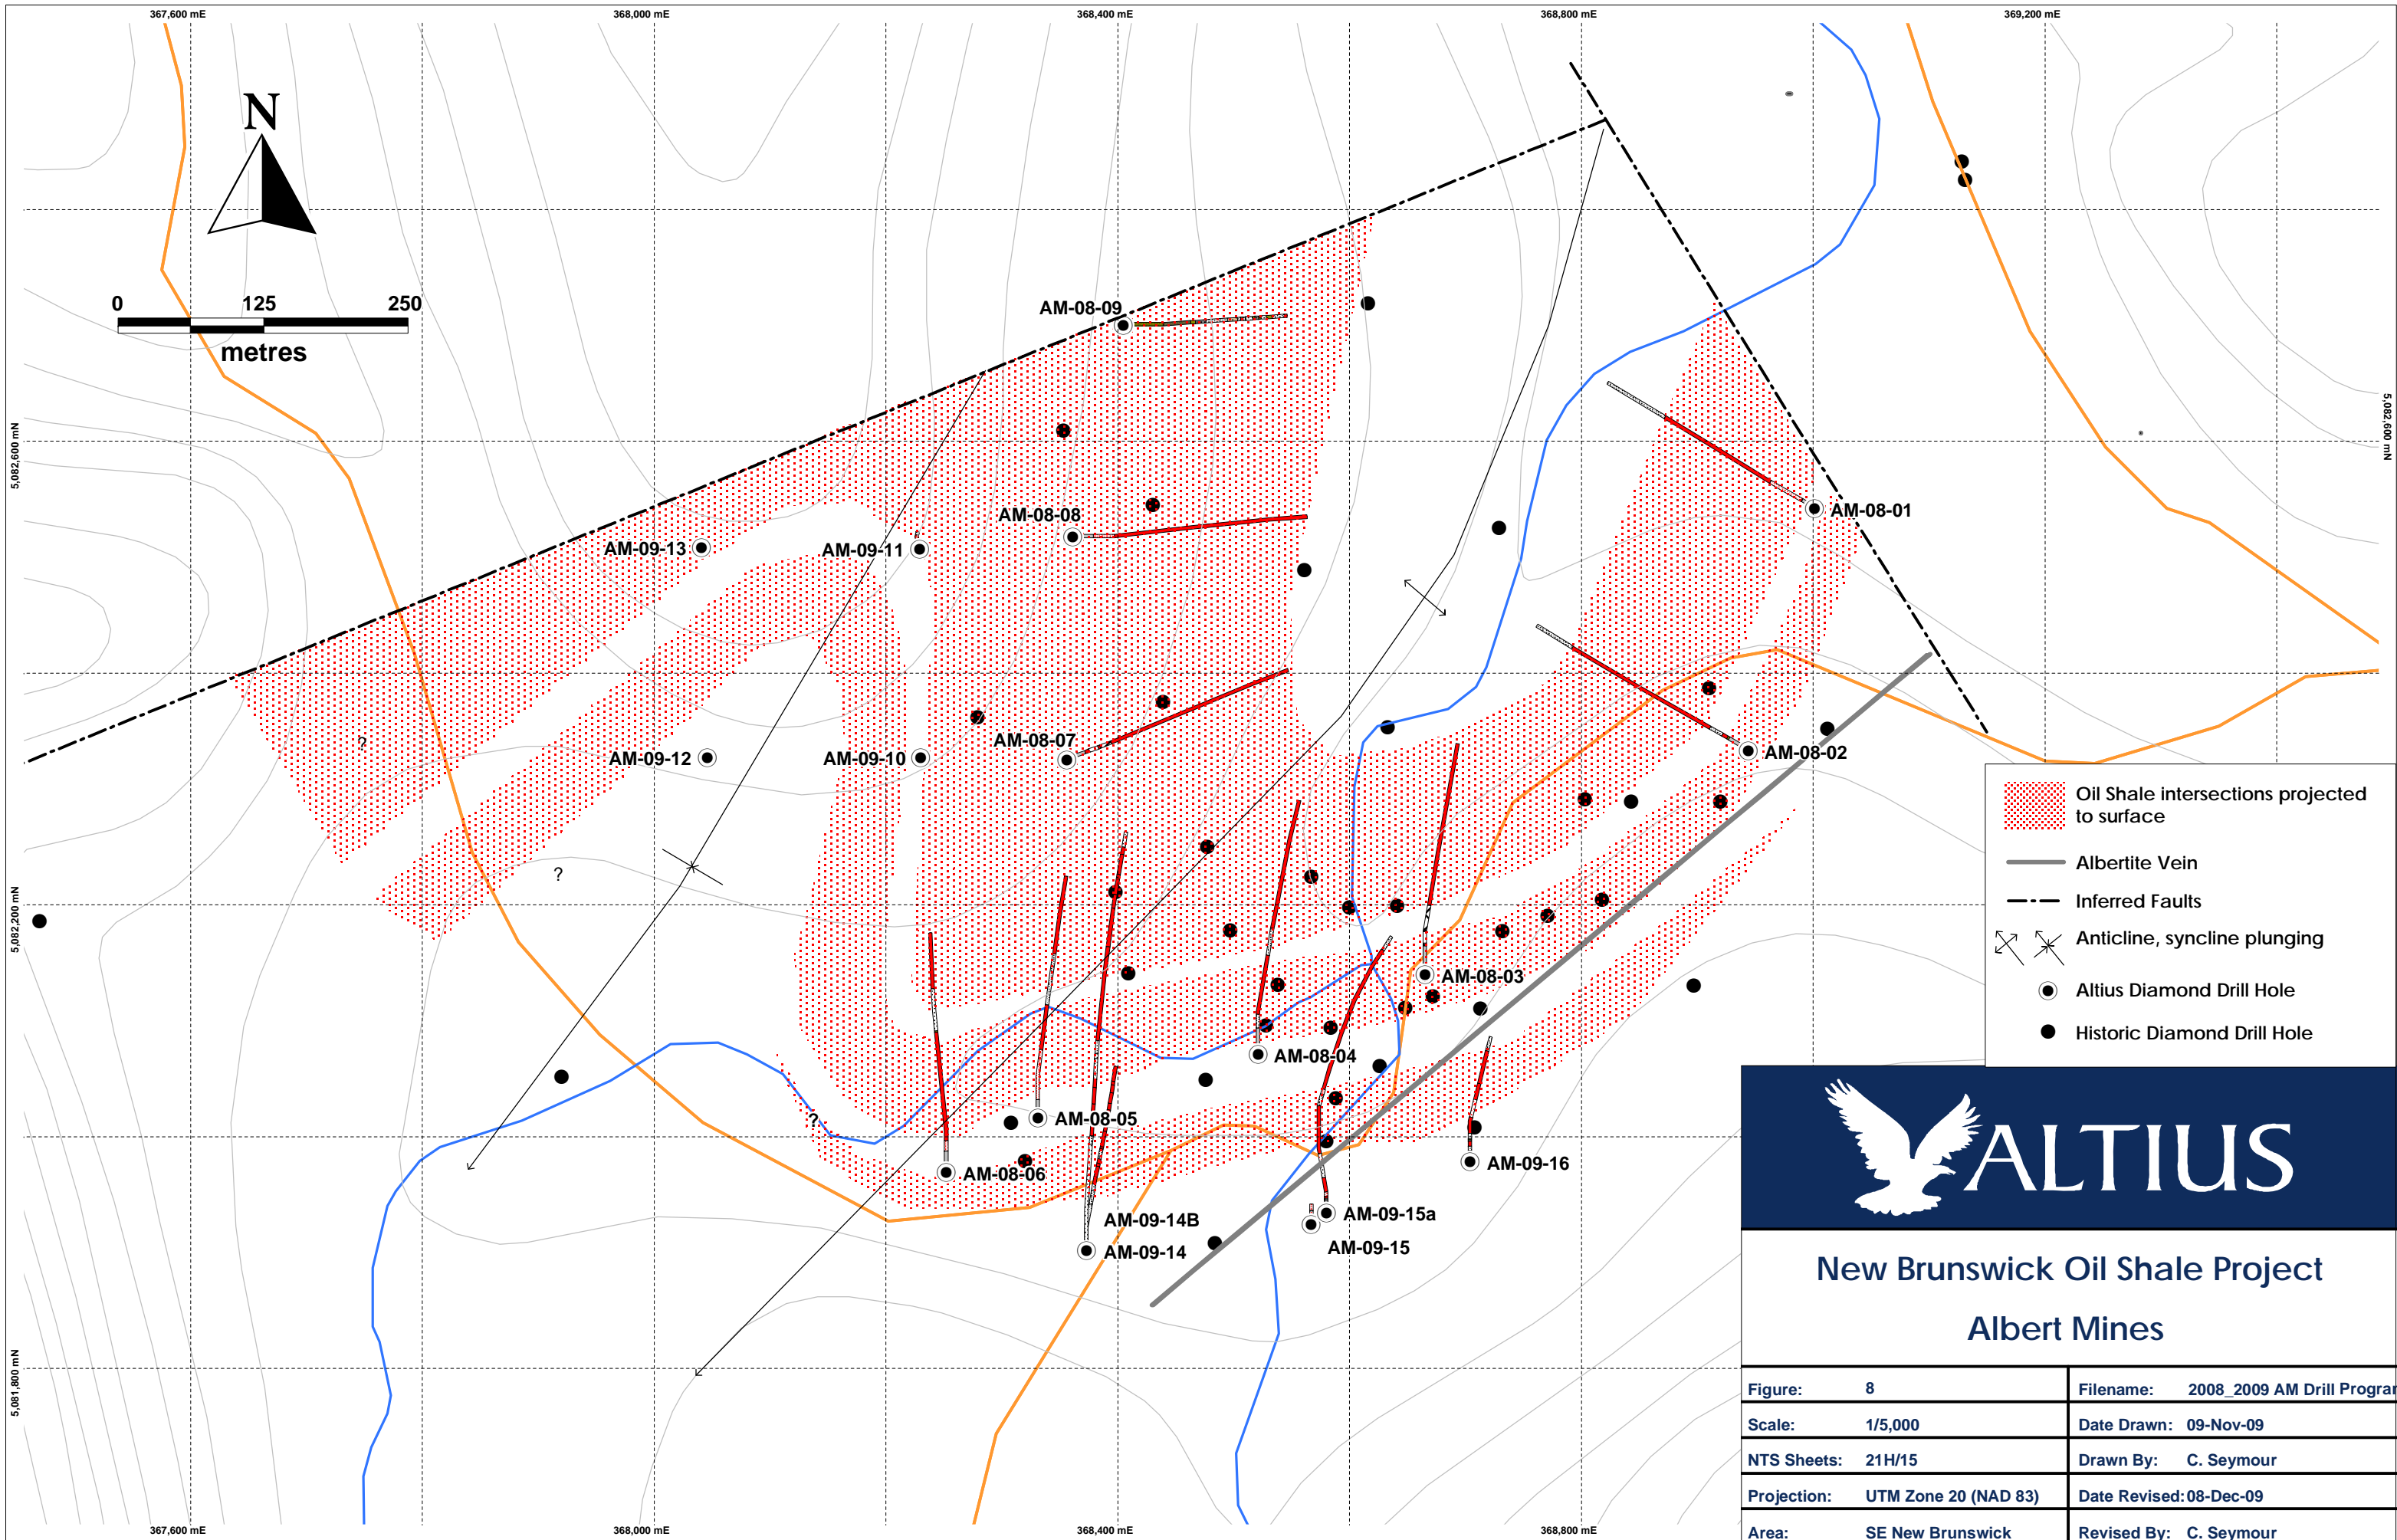 367,600 mE
368,000 mE
368,400 mE
368,800 mE
369,200 mE
N
0 125 250
metres
5,082,600 mN
5,082,600 mN
AM-08-09
AM-08-08
AM-08-01
AM-09-13
AM-09-11
AM-08-07
AM-08-02
AM-09-12
AM-09-10
?
?
?
AM-08-03
AM-08-04
AM-08-05
AM-08-06
AM-09-16
AM-09-14B
AM-09-14
AM-09-15a
AM-09-15
5,082,200 mN
5,081,800 mN
Oil Shale intersections projected
to surface
Albertite Vein
Inferred Faults
Anticline, syncline plunging
Altius Diamond Drill Hole
Historic Diamond Drill Hole
ALTIUS
New Brunswick Oil Shale Project
Albert Mines
Figure: 8 Filename: 2008_2009 AM Drill
Scale: 1/5,000 Date Drawn: 09-Nov-09
NTS Sheets: 21H/15 Drawn By: C. Seymour
Projection: UTM Zone 20 (NAD 83) Date Revised: 08-Dec-09
Area: SE New Brunswick Revised By: C. Seymour
367,600 mE
368,000 mE
368,400 mE
368,800 mE